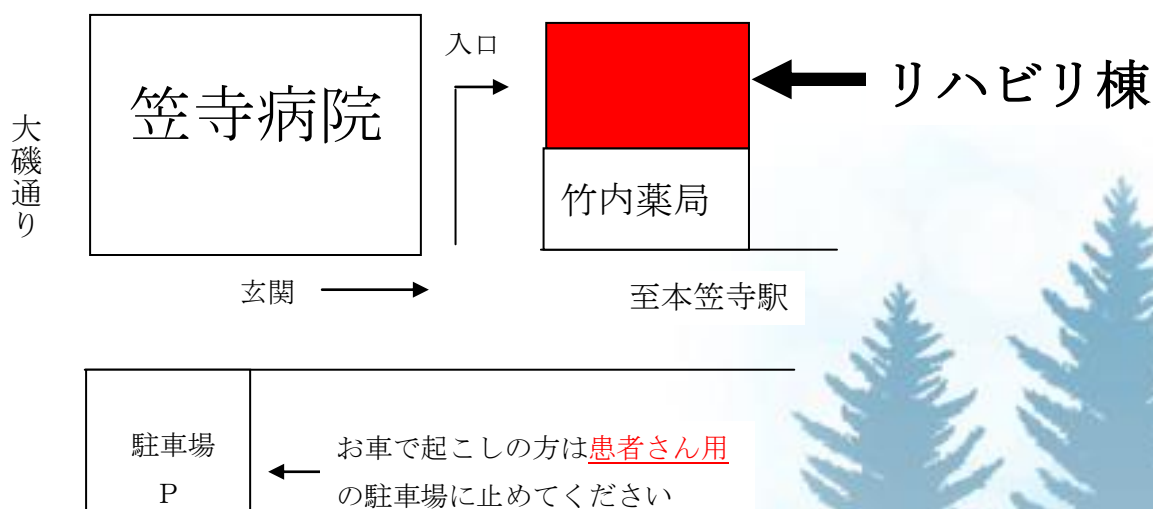 入口
リハビリ棟
笠寺病院
大磯通り
竹内薬局
玄関
至本笠寺駅
駐車場
P
お車で起こしの方は患者さん用
の駐車場に止めてください